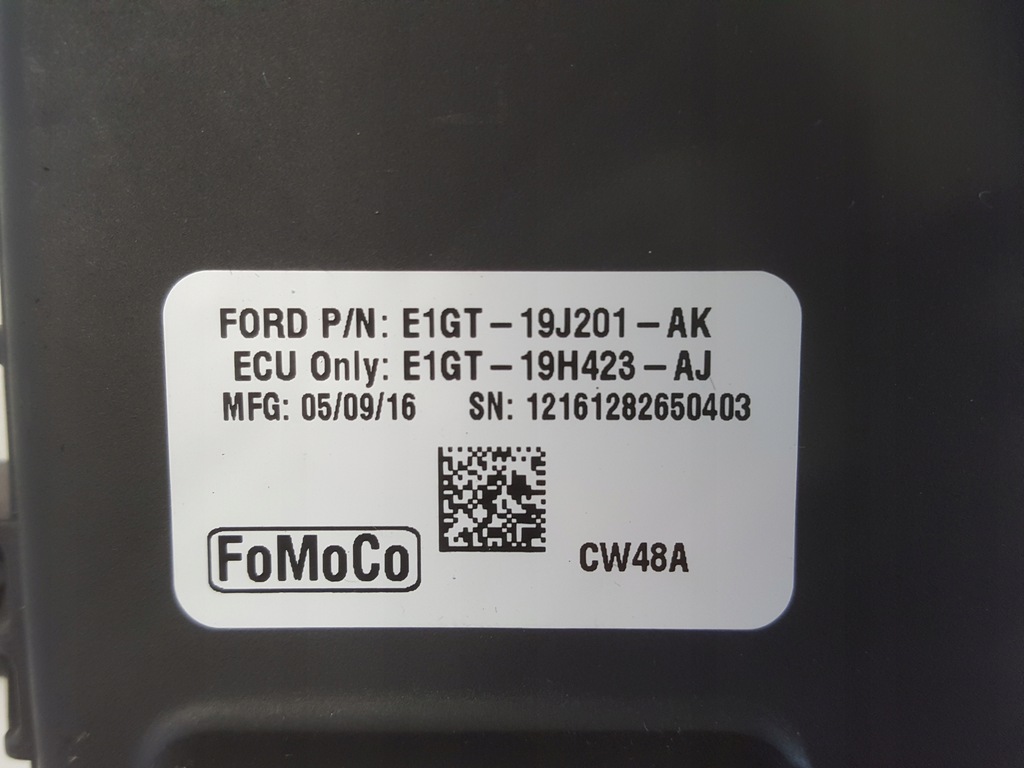 FORD P/N: E1GT-19J201-AK
ECU Only: E1GT-19H423-AJ
MFG: 05/09/16 SN: 12161282650403
FoMoCo
CW48A